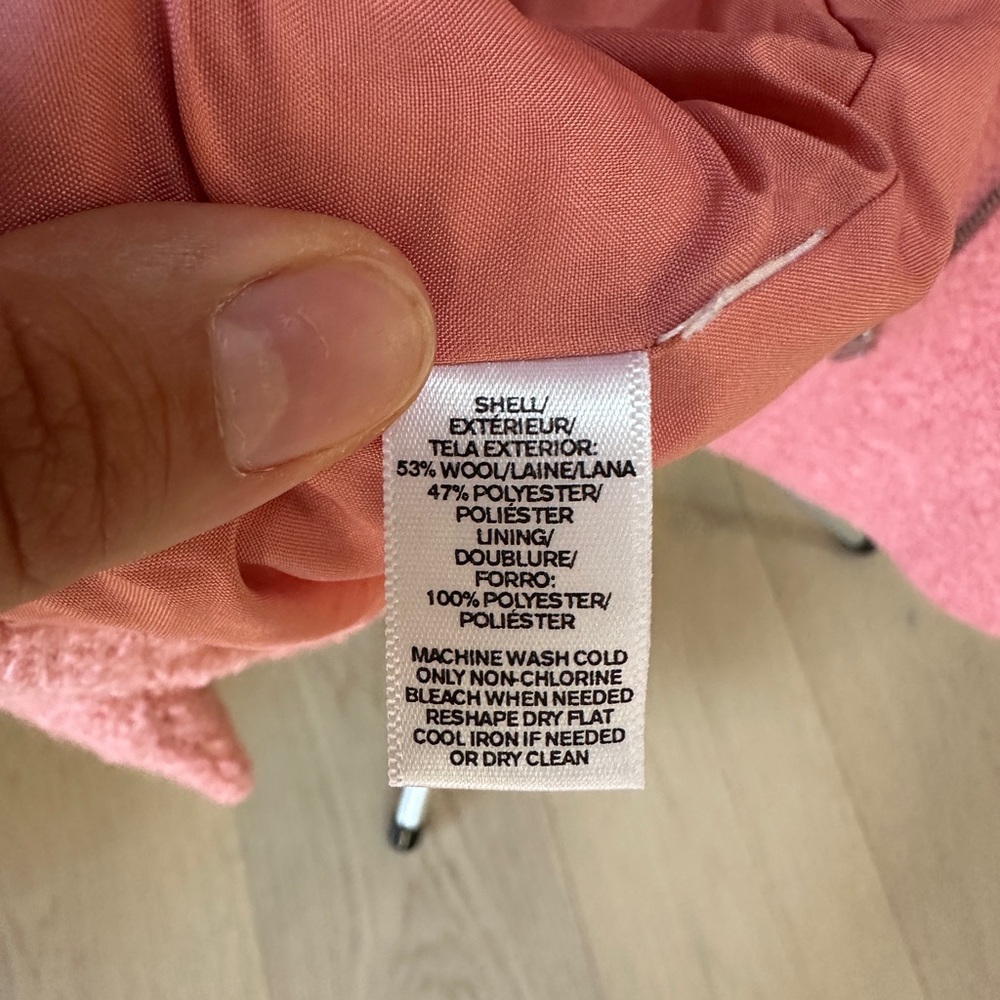 SHELL/
EXTÉRIEUR/
TELA EXTERIOR:
53% WOOL/LAINE/LANA
47% POLYESTER/
POLIÉSTER
LINING/
DOUBLURE/
FORRO:
100% POLYESTER/
POLIÉSTER
MACHINE WASH COLD
ONLY NON-CHLORINE
BLEACH WHEN NEEDED
RESHAPE DRY FLAT
COOL IRON IF NEEDED
OR DRY CLEAN